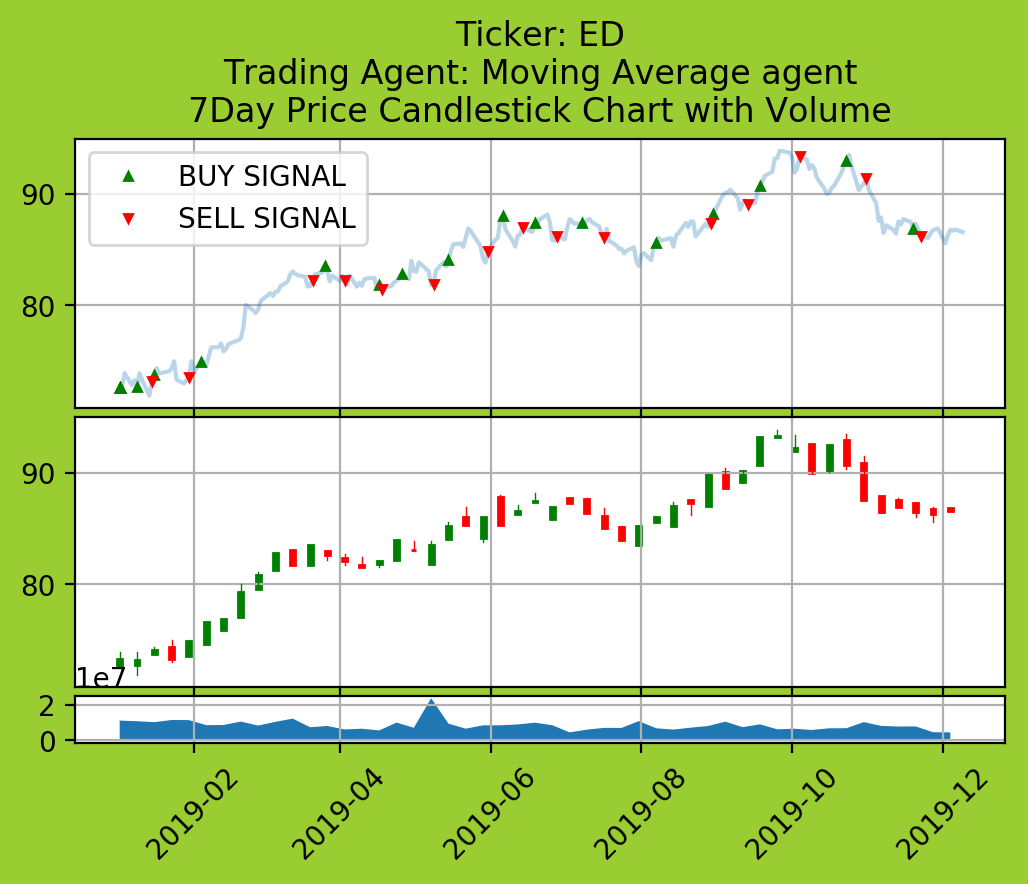 Ticker: ED
Trading Agent: Moving Average agent
7Day Price Candlestick Chart with Volume
BUY SIGNAL
SELL SIGNAL
90
80
90
80
1e7
2
0
2019-02
2019-04
2019-06
2019-08
2019-10
2019-12